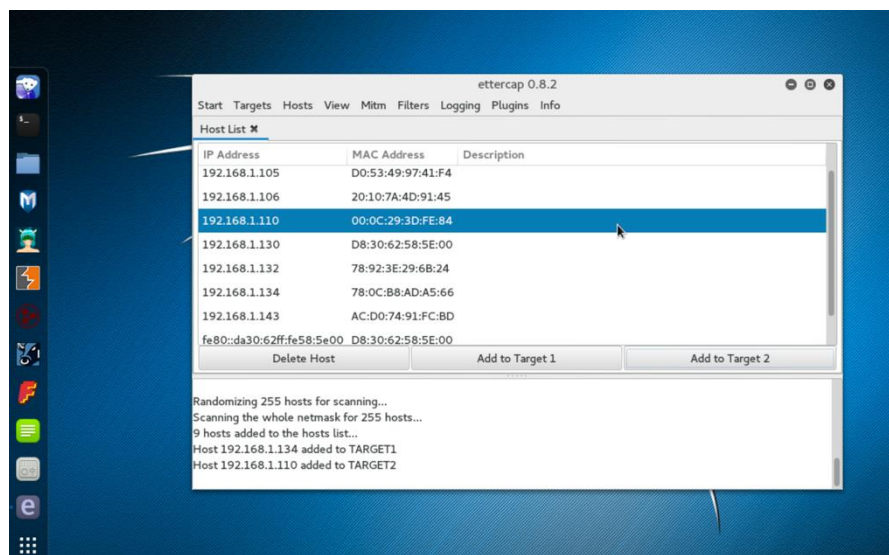 ettercap 0.8.2
Start Targets Hosts View Mitm Filters Logging Plugins Info
Host List ✖
IP Address MAC Address Description
192.168.1.105 D0:53:49:97:41:F4
192.168.1.106 20:10:7A:4D:91:45
192.168.1.110 00:0C:29:3D:FE:84
192.168.1.130 D8:30:62:58:5E:00
192.168.1.132 78:92:3E:29:6B:24
192.168.1.134 78:0C:B8:AD:A5:66
192.168.1.143 AC:D0:74:91:FC:BD
fe80::da30:62ff:fe58:5e00 D8:30:62:58:5E:00
Delete Host Add to Target 1 Add to Target 2
Randomizing 255 hosts for scanning...
Scanning the whole netmask for 255 hosts...
9 hosts added to the hosts list...
Host 192.168.1.134 added to TARGET1
Host 192.168.1.110 added to TARGET2